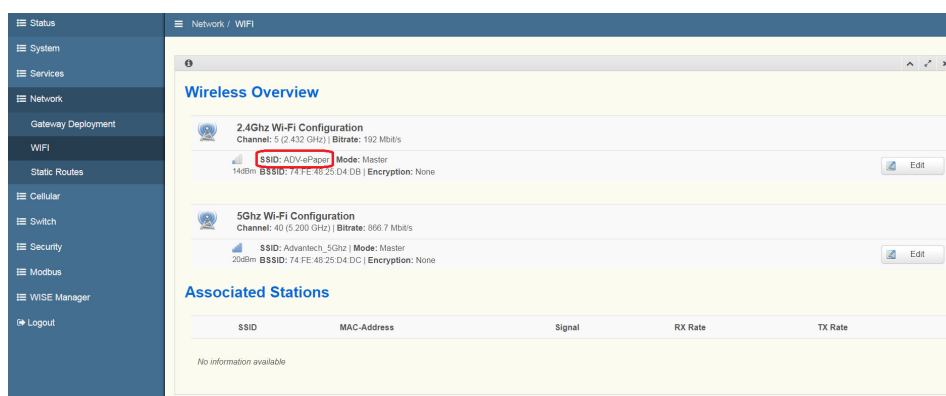 Status
System
Services
Network
Gateway Deployment
WIFI
Static Routes
Cellular
Switch
Security
Modbus
WISE Manager
Logout
Network / WIFI
Wireless Overview
2.4Ghz Wi-Fi Configuration
Channel: 5 (2.432 GHz) | Bitrate: 192 Mbit/s
SSID: ADV-ePaper | Mode: Master
14dBm BSSID: 74:FE:48:25:D4:DB | Encryption: None
Edit
5Ghz Wi-Fi Configuration
Channel: 40 (5.200 GHz) | Bitrate: 866.7 Mbit/s
SSID: Advantech_5Ghz | Mode: Master
20dBm BSSID: 74:FE:48:25:D4:DC | Encryption: None
Edit
Associated Stations
SSID MAC-Address Signal RX Rate TX Rate
No information available